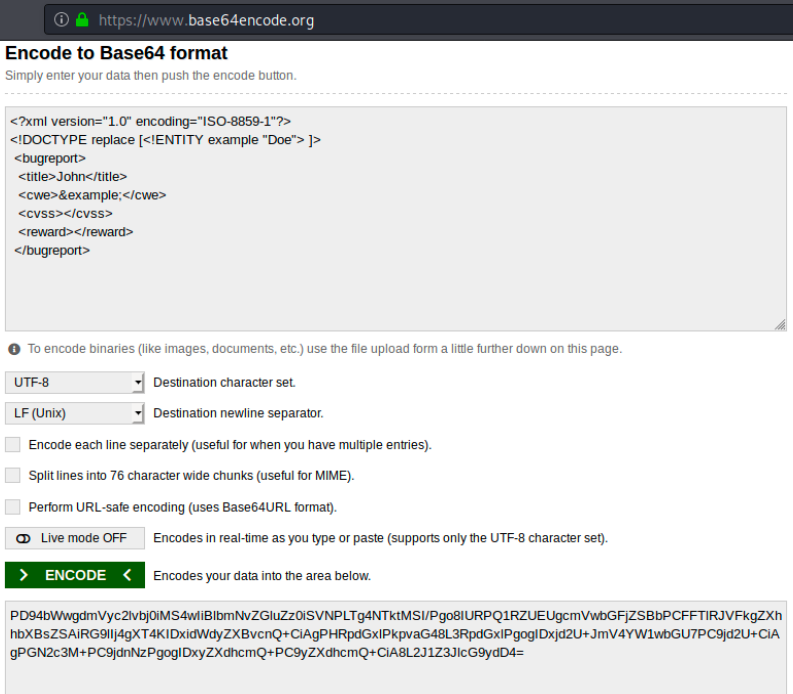 https://www.base64encode.org
Encode to Base64 format
Simply enter your data then push the encode button.
<?xml version="1.0" encoding="ISO-8859-1"?>
<!DOCTYPE replace [<!ENTITY example "Doe"> ]>
<bugreport>
<title>John</title>
<cwe>&example;</cwe>
<cvss></cvss>
<reward></reward>
</bugreport>
To encode binaries (like images, documents, etc.) use the file upload form a little further down on this page.
UTF-8 Destination character set.
LF (Unix) Destination newline separator.
Encode each line separately (useful for when you have multiple entries).
Split lines into 76 character wide chunks (useful for MIME).
Perform URL-safe encoding (uses Base64URL format).
Live mode OFF Encodes in real-time as you type or paste (supports only the UTF-8 character set).
> ENCODE < Encodes your data into the area below.
PD94bWwgdmVyc2lvbj0iMS4wIiBlbmNvZGluZz0iSVNPLTg4NTktMSI/Pgo8IURPQ1RZUEUgcmVwbGFjZSBbPCFFTlRJVFkgZXh
hbXBsZSAiRG9lIj4gXT4KIDxidWdyZXBvcnQ+CiAgPHRpdGxlPkpvaG48L3RpdGxlPgogIDxjd2U+JmV4YW1wbGU7PC9jd2U+CiA
gPGN2c3M+PC9jdnNzPgogIDxyZXdhcmQ+PC9yZXdhcmQ+CiA8L2J1Z3JlcG9ydD4=